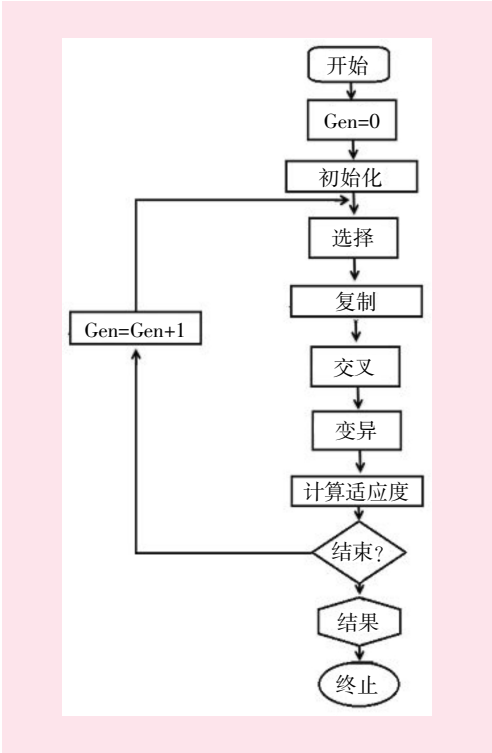 开始
Gen=0
初始化
选择
复制
Gen=Gen+1
交叉
变异
计算适应度
结束?
结果
终止